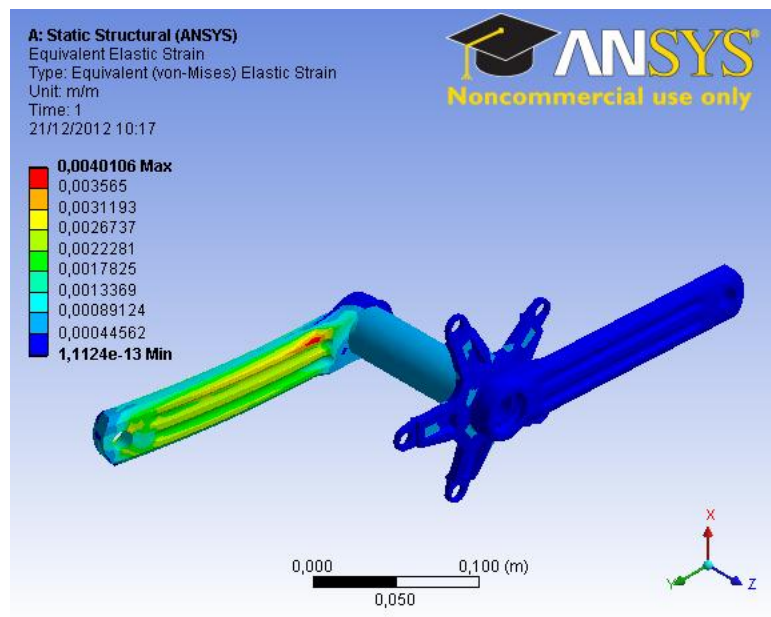 A: Static Structural (ANSYS)
Equivalent Elastic Strain
Type: Equivalent (von-Mises) Elastic Strain
Unit: m/m
Time: 1
21/12/2012 10:17
ANSYS®
Noncommercial use only
0,0040106 Max
0,003565
0,0031193
0,0026737
0,0022281
0,0017825
0,0013369
0,00089124
0,00044562
1,1124e-13 Min
0,000 0,100 (m)
0,050
X
Y
Z